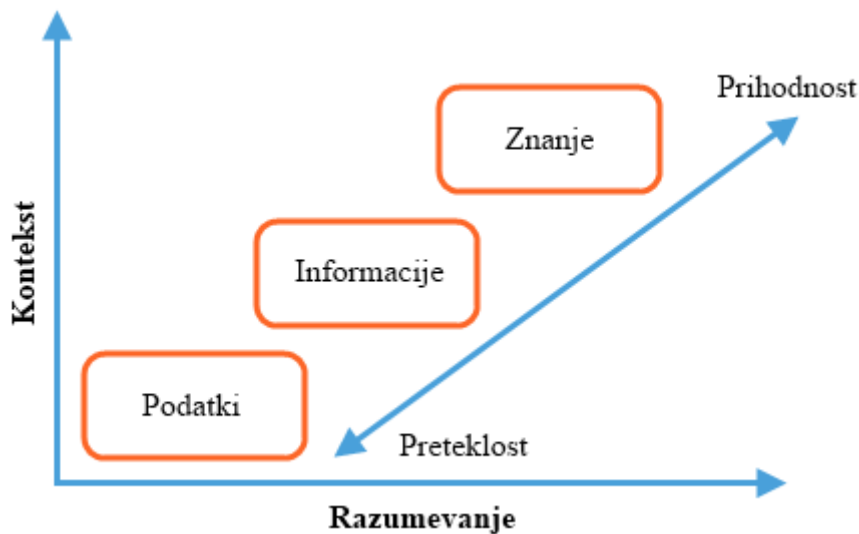 Prihodnost
Znanje
Kontekst
Informacije
Podatki
Preteklost
Razumevanje